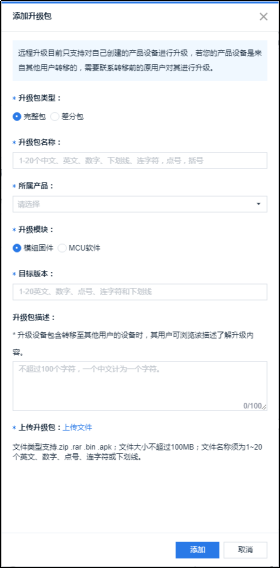 添加升级包
远程升级目前只支持对自己创建的产品设备进行升级，若您的产品设备是来
自其他用户转移的，需要联系转移前的原用户对其进行升级。
* 升级包类型：
完整包 差分包
* 升级包名称：
1-20个中文、英文、数字、下划线、连字符，点号，括号
* 所属产品：
请选择
* 升级模块：
模组固件 MCU软件
* 目标版本：
1-20英文、数字、点号、连字符和下划线
升级包描述：
* 升级设备包含转移至其他用户的设备时，其用户可浏览该描述了解升级内
容。
不超过100个字符，一个中文计为一个字符。
0/100
* 上传升级包：上传文件
文件类型支持.zip .rar .bin .apk；文件大小不超过100MB；文件名称须为1~20
个英文、数字、点号、连字符或下划线。
添加 取消